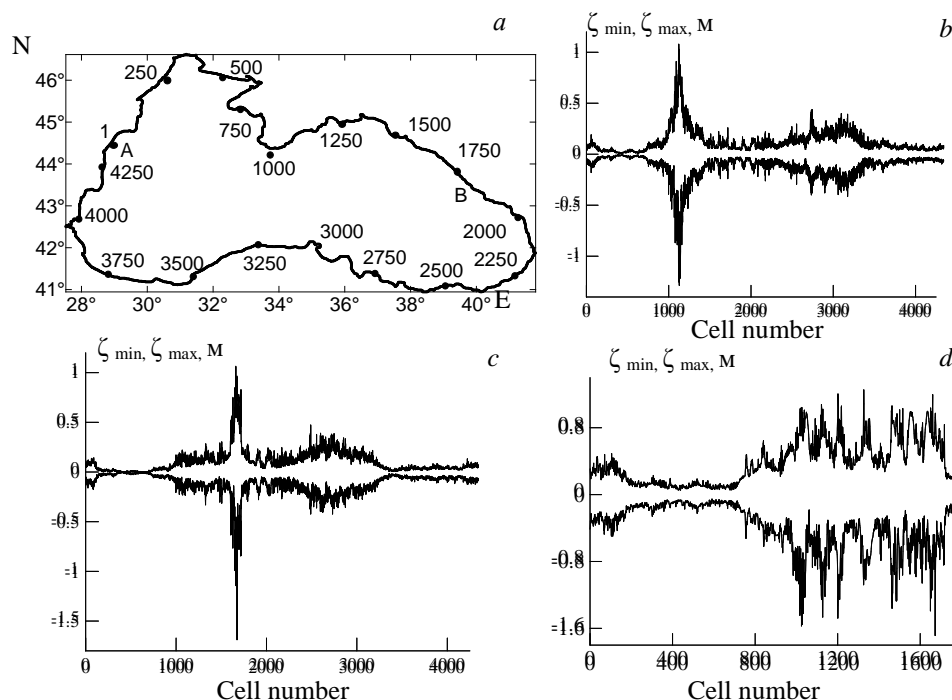 a
N
46°
45°
44°
43°
42°
41°
250
500
750
1
A
4250
1000
1250
1500
1750
B
4000
2000
3000
3750
3500
3250
2750
2500
2250
28° 30° 32° 34° 36° 38° 40° E
ζ min, ζ max, м
b
1
0.5
0
-0.5
-1
0 1000 2000 3000 4000
Cell number
ζ min, ζ max, м
c
1
0.5
0
-0.5
-1
-1.5
0 1000 2000 3000 4000
Cell number
ζ min, ζ max, м
d
0.8
0
-0.8
-1.6
0 400 800 1200 1600
Cell number